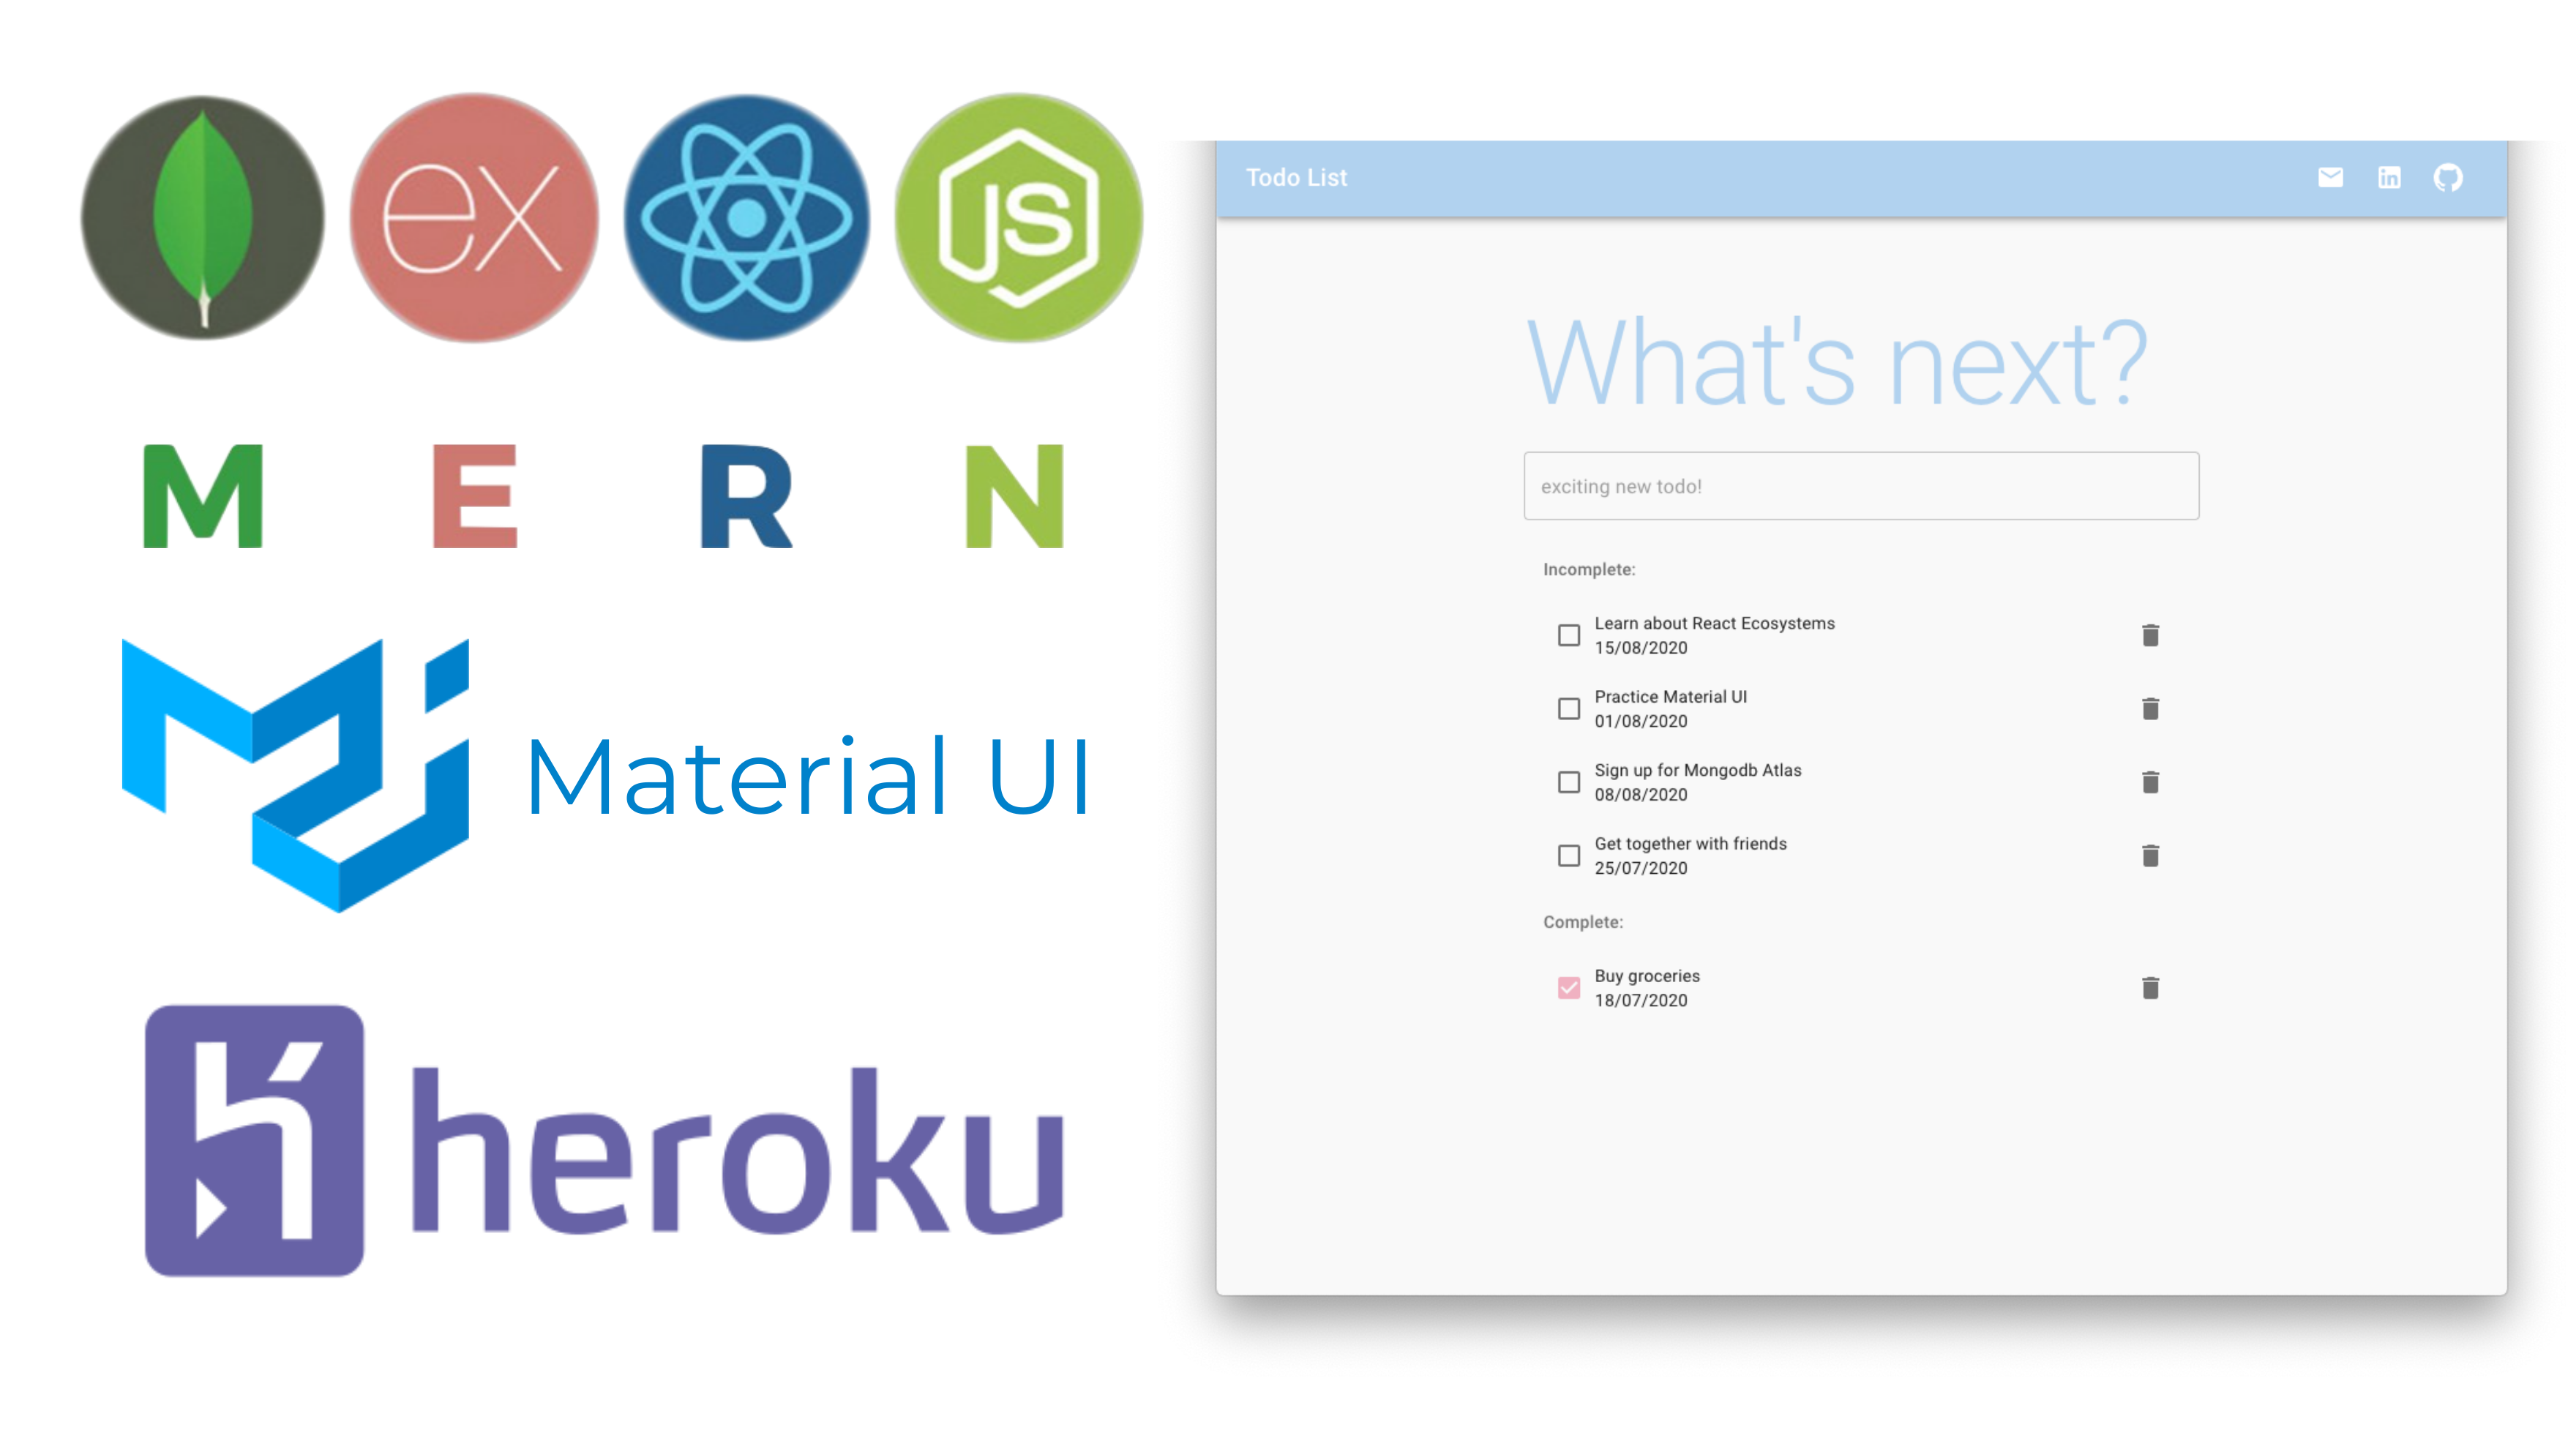 ex
JS
M E R N
Material UI
heroku
Todo List
in
What's next?
exciting new todo!
Incomplete:
Learn about React Ecosystems
15/08/2020
Practice Material UI
01/08/2020
Sign up for Mongodb Atlas
08/08/2020
Get together with friends
25/07/2020
Complete:
Buy groceries
18/07/2020